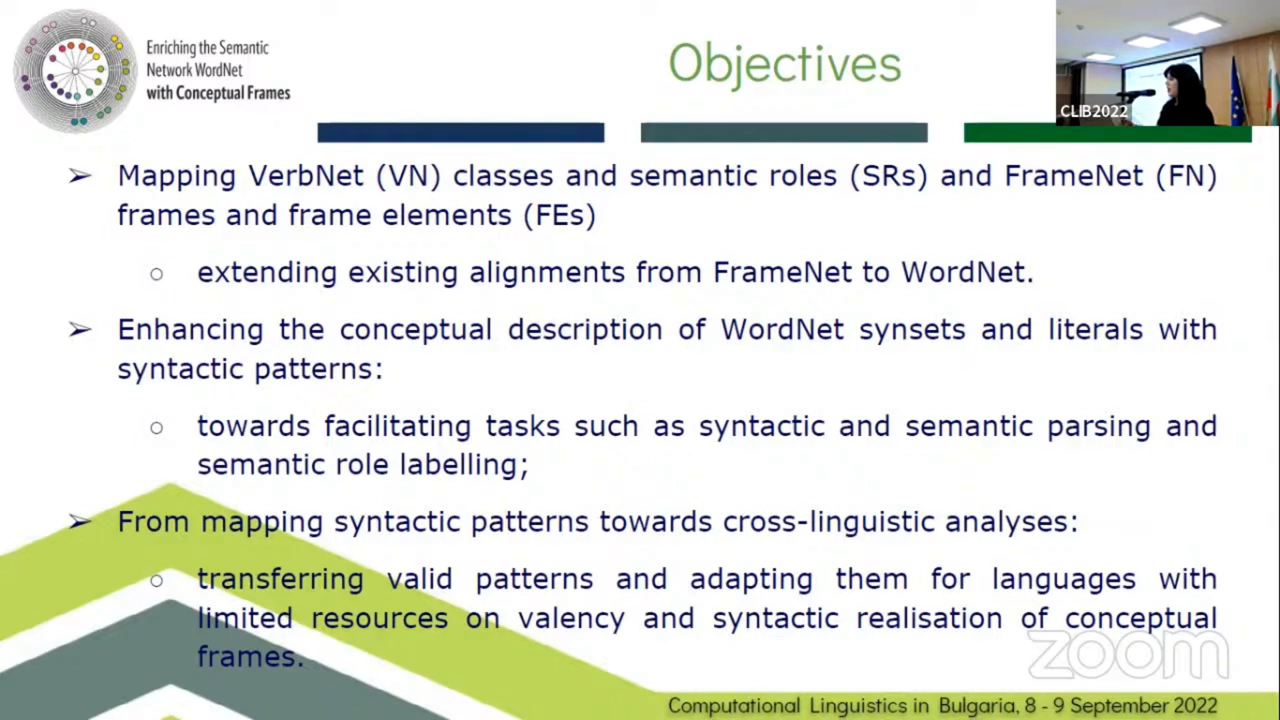 Enriching the Semantic
Network WordNet
with Conceptual Frames
Objectives
CLIB2022
➢ Mapping VerbNet (VN) classes and semantic roles (SRs) and FrameNet (FN)
frames and frame elements (FEs)
○ extending existing alignments from FrameNet to WordNet.
➢ Enhancing the conceptual description of WordNet synsets and literals with
syntactic patterns:
○ towards facilitating tasks such as syntactic and semantic parsing and
semantic role labelling;
➢ From mapping syntactic patterns towards cross-linguistic analyses:
○ transferring valid patterns and adapting them for languages with
limited resources on valency and syntactic realisation of conceptual
frames.
zoom
Computational Linguistics in Bulgaria, 8 - 9 September 2022